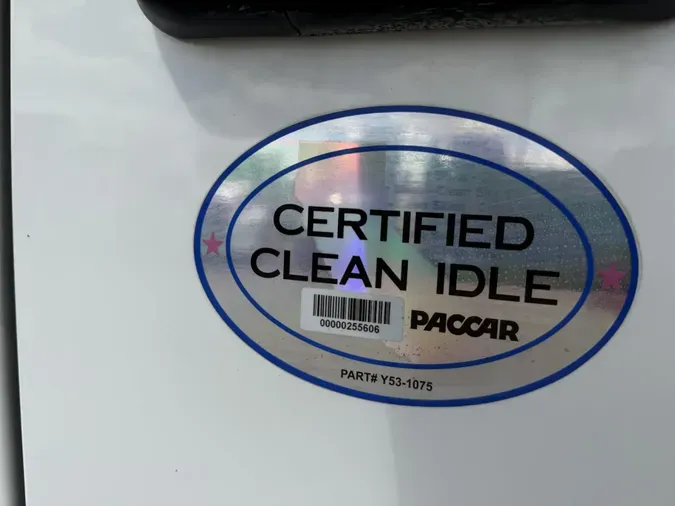 CERTIFIED
CLEAN IDLE
00000255606
PACCAR
PART# Y53-1075